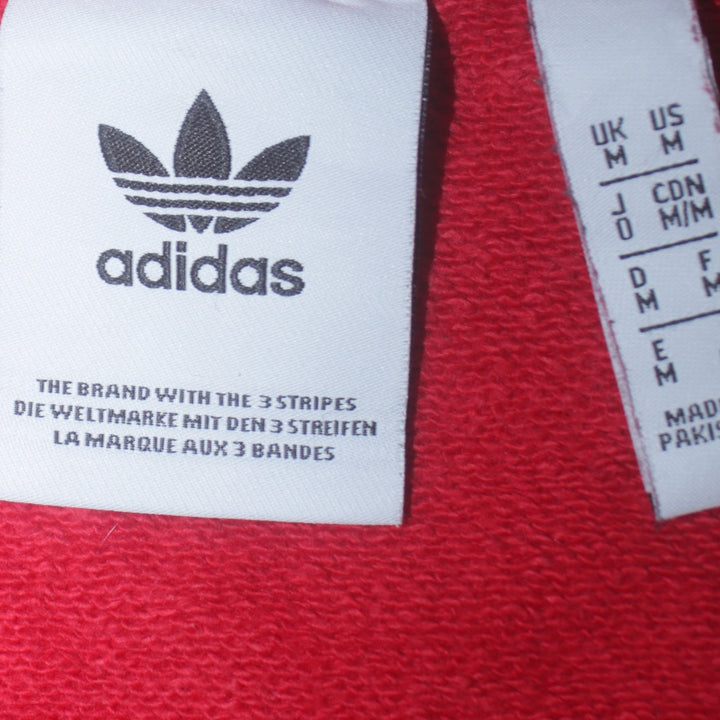 adidas
THE BRAND WITH THE 3 STRIPES
DIE WELTMARKE MIT DEN 3 STREIFEN
LA MARQUE AUX 3 BANDES
UK US
M M
J CDN
O M/M
D F
M M
E
M
MADE
PAKIS